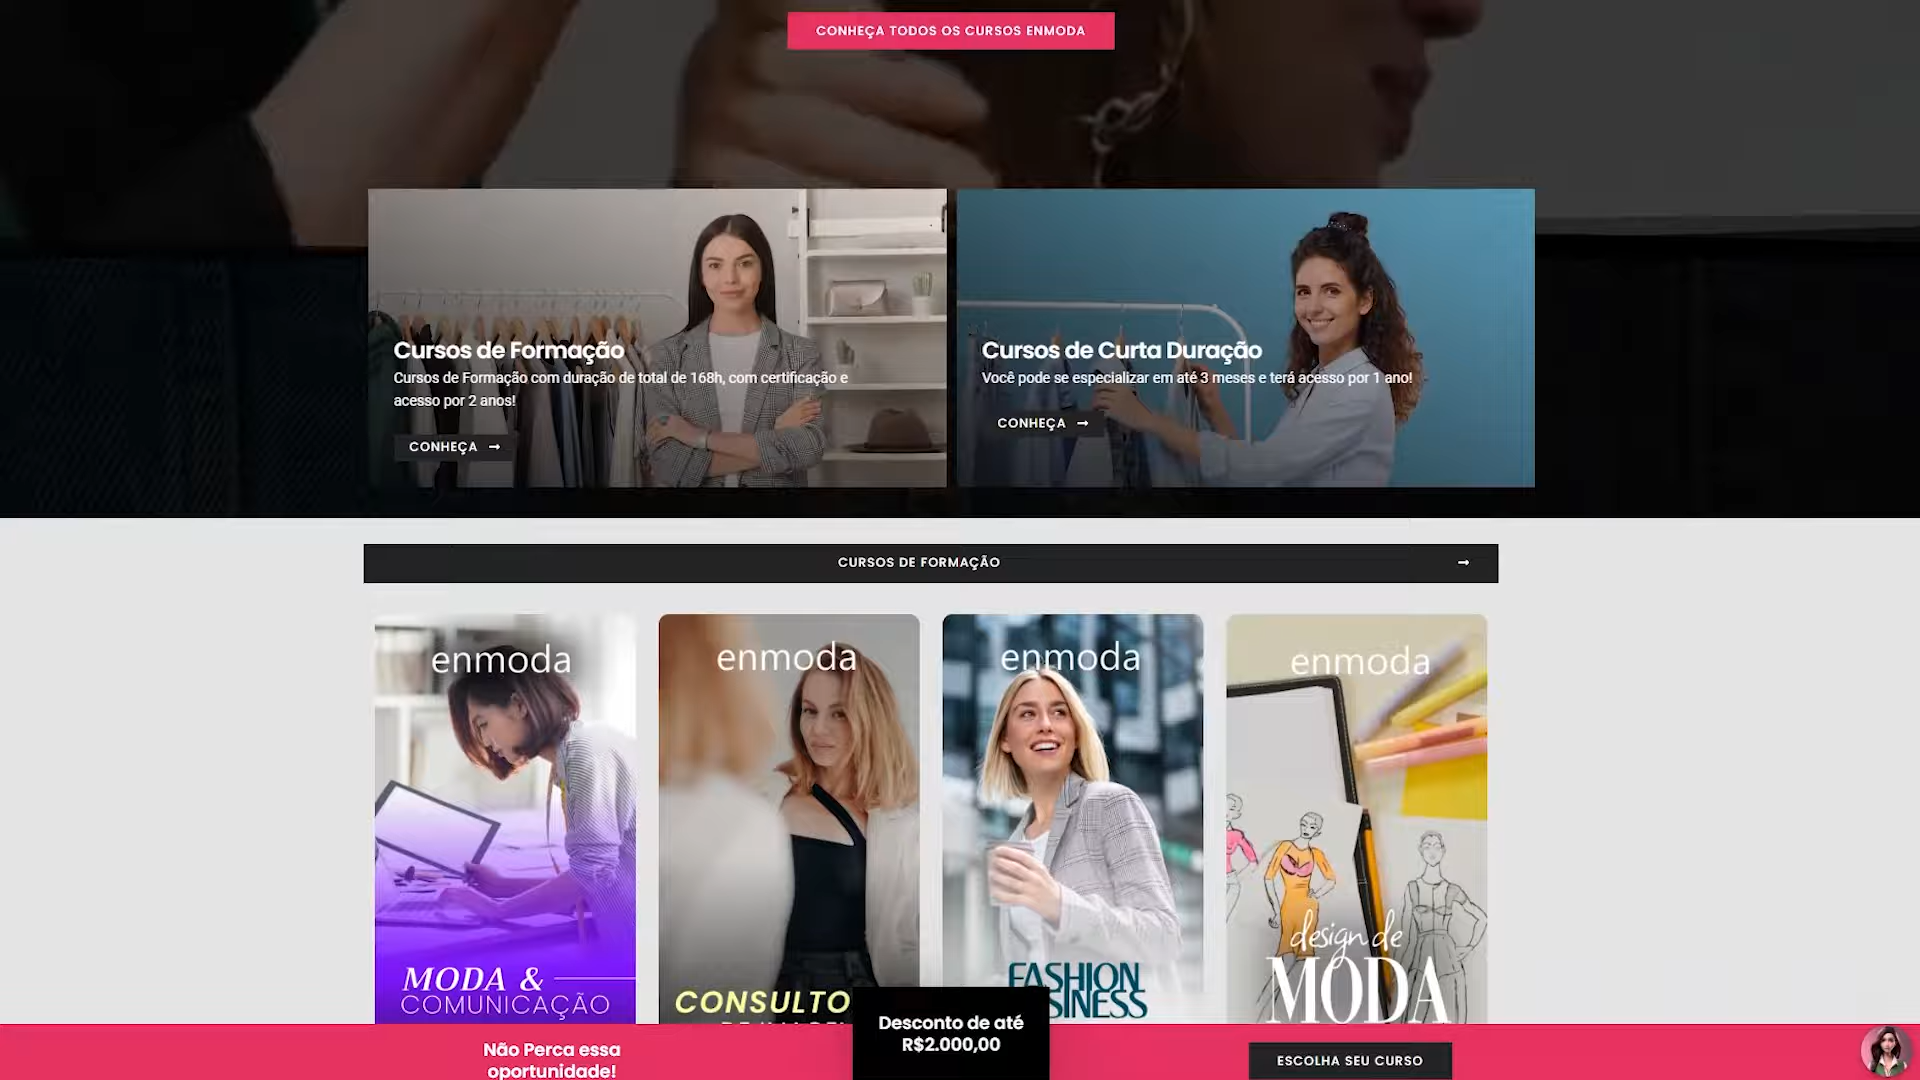 CONHEÇA TODOS OS CURSOS ENMODA
Cursos de Formação
Cursos de Formação com duração de total de 168h, com certificação e
acesso por 2 anos!
CONHEÇA
Cursos de Curta Duração
Você pode se especializar em até 3 meses e terá acesso por 1 ano!
CONHEÇA
CURSOS DE FORMAÇÃO
enmoda
MODA &
COMUNICAÇÃO
enmoda
CONSULTO
enmoda
FASHION
SINESS
enmoda
design de
MODA
Não Perca essa
oportunidade!
Desconto de até
R$2.000,00
ESCOLHA SEU CURSO